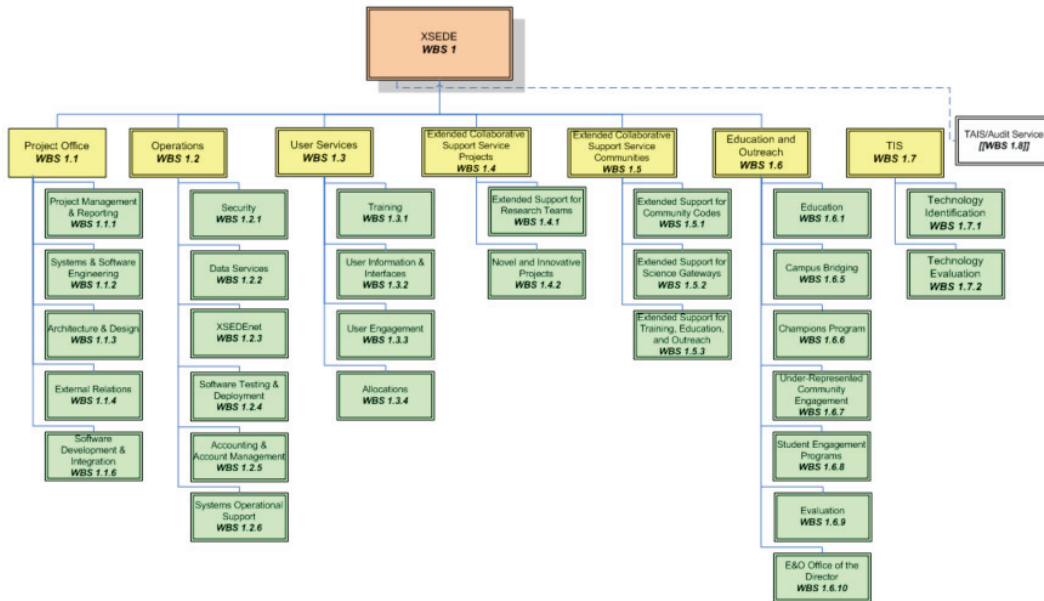 XSEDE
WBS 1
Project Office
WBS 1.1
Operations
WBS 1.2
User Services
WBS 1.3
Extended Collaborative
Support Service
Projects
WBS 1.4
Extended Collaborative
Support Service
Communities
WBS 1.5
Education and
Outreach
WBS 1.6
TIS
WBS 1.7
TAIS/Audit Service
[[WBS 1.8]]
Project Management
& Reporting
WBS 1.1.1
Systems & Software
Engineering
WBS 1.1.2
Architecture & Design
WBS 1.1.3
External Relations
WBS 1.1.4
Software
Development &
Integration
WBS 1.1.6
Security
WBS 1.2.1
Data Services
WBS 1.2.2
XSEDEnet
WBS 1.2.3
Software Testing &
Deployment
WBS 1.2.4
Accounting &
Account Management
WBS 1.2.5
Systems Operational
Support
WBS 1.2.6
Training
WBS 1.3.1
User Information &
Interfaces
WBS 1.3.2
User Engagement
WBS 1.3.3
Allocations
WBS 1.3.4
Extended Support for
Research Teams
WBS 1.4.1
Novel and Innovative
Projects
WBS 1.4.2
Extended Support for
Community Codes
WBS 1.5.1
Extended Support for
Science Gateways
WBS 1.5.2
Extended Support for
Training, Education,
and Outreach
WBS 1.5.3
Education
WBS 1.6.1
Campus Bridging
WBS 1.6.5
Champions Program
WBS 1.6.6
Under-Represented
Community
Engagement
WBS 1.6.7
Student Engagement
Programs
WBS 1.6.8
Evaluation
WBS 1.6.9
E&O Office of the
Director
WBS 1.6.10
Technology
Identification
WBS 1.7.1
Technology
Evaluation
WBS 1.7.2